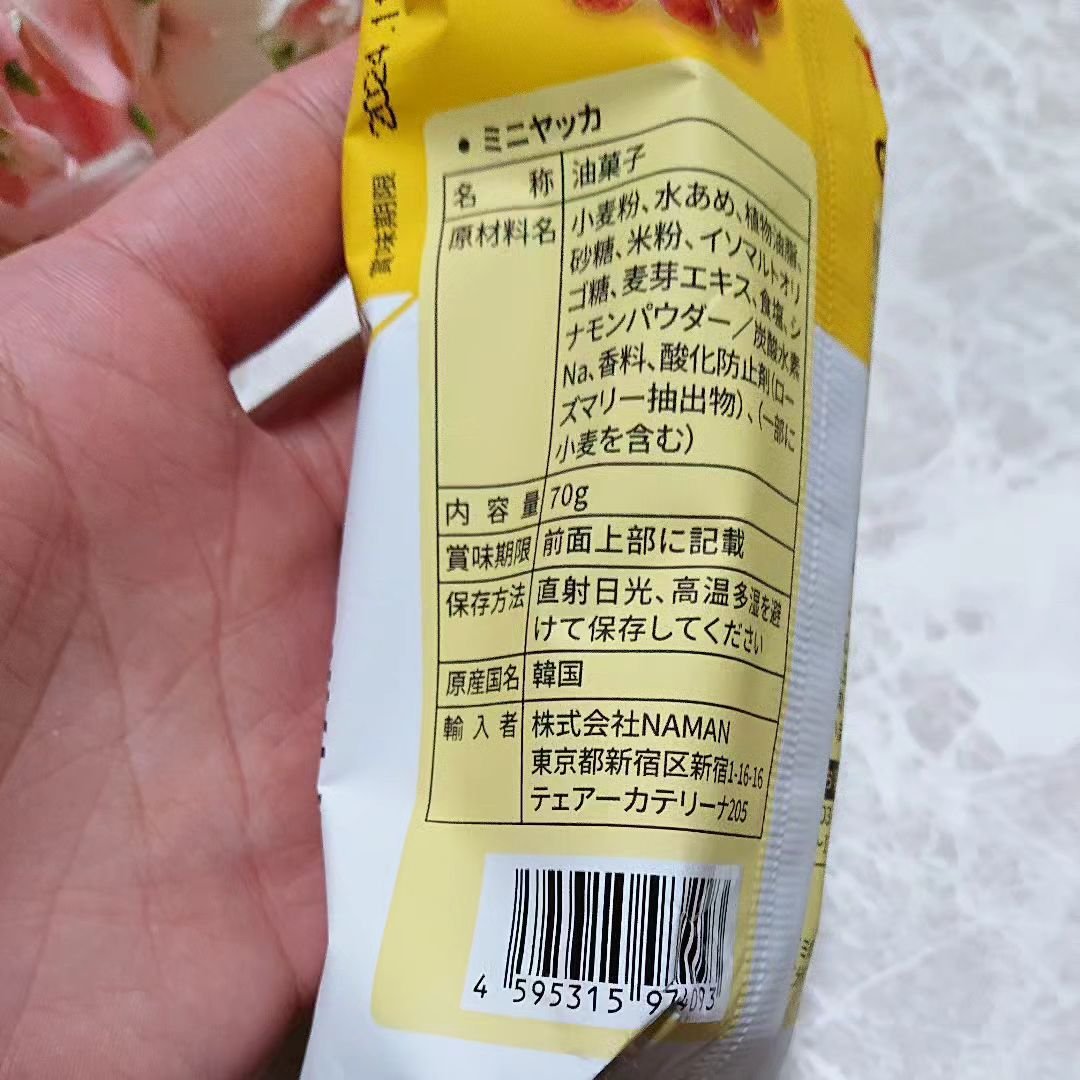 賞味期限 2024.1
• ミニヤッカ
名称 油菓子
原材料名 小麦粉、水あめ、植物油脂、
砂糖、米粉、イソマルトオリ
ゴ糖、麦芽エキス、食塩、シ
ナモンパウダー／炭酸水素
Na、香料、酸化防止剤(ロー
ズマリー抽出物)、(一部に
小麦を含む)
内容量 70g
賞味期限 前面上部に記載
保存方法 直射日光、高温多湿を避
けて保存してください
原産国名 韓国
輸入者 株式会社NAMAN
東京都新宿区新宿1-16-16
テェアーカテリーナ205
4 595315 974093